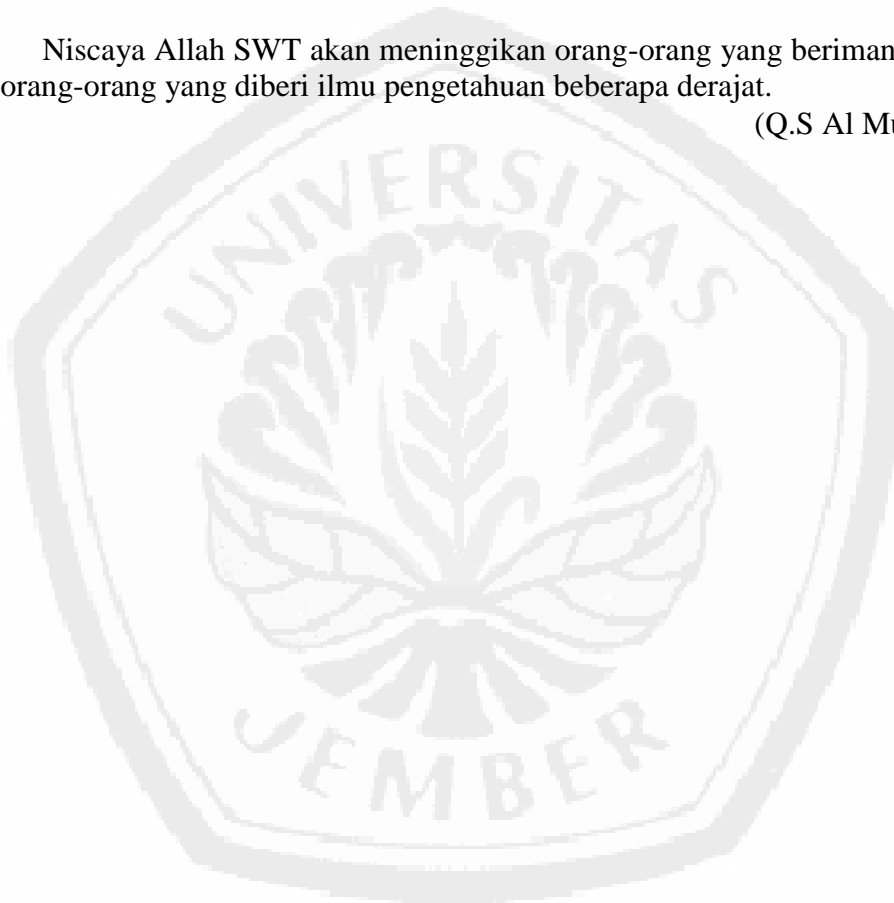 Niscaya Allah SWT akan meninggikan orang-orang yang beriman
orang-orang yang diberi ilmu pengetahuan beberapa derajat.
(Q.S Al Mu
UNIVERSITAS
JEMBER